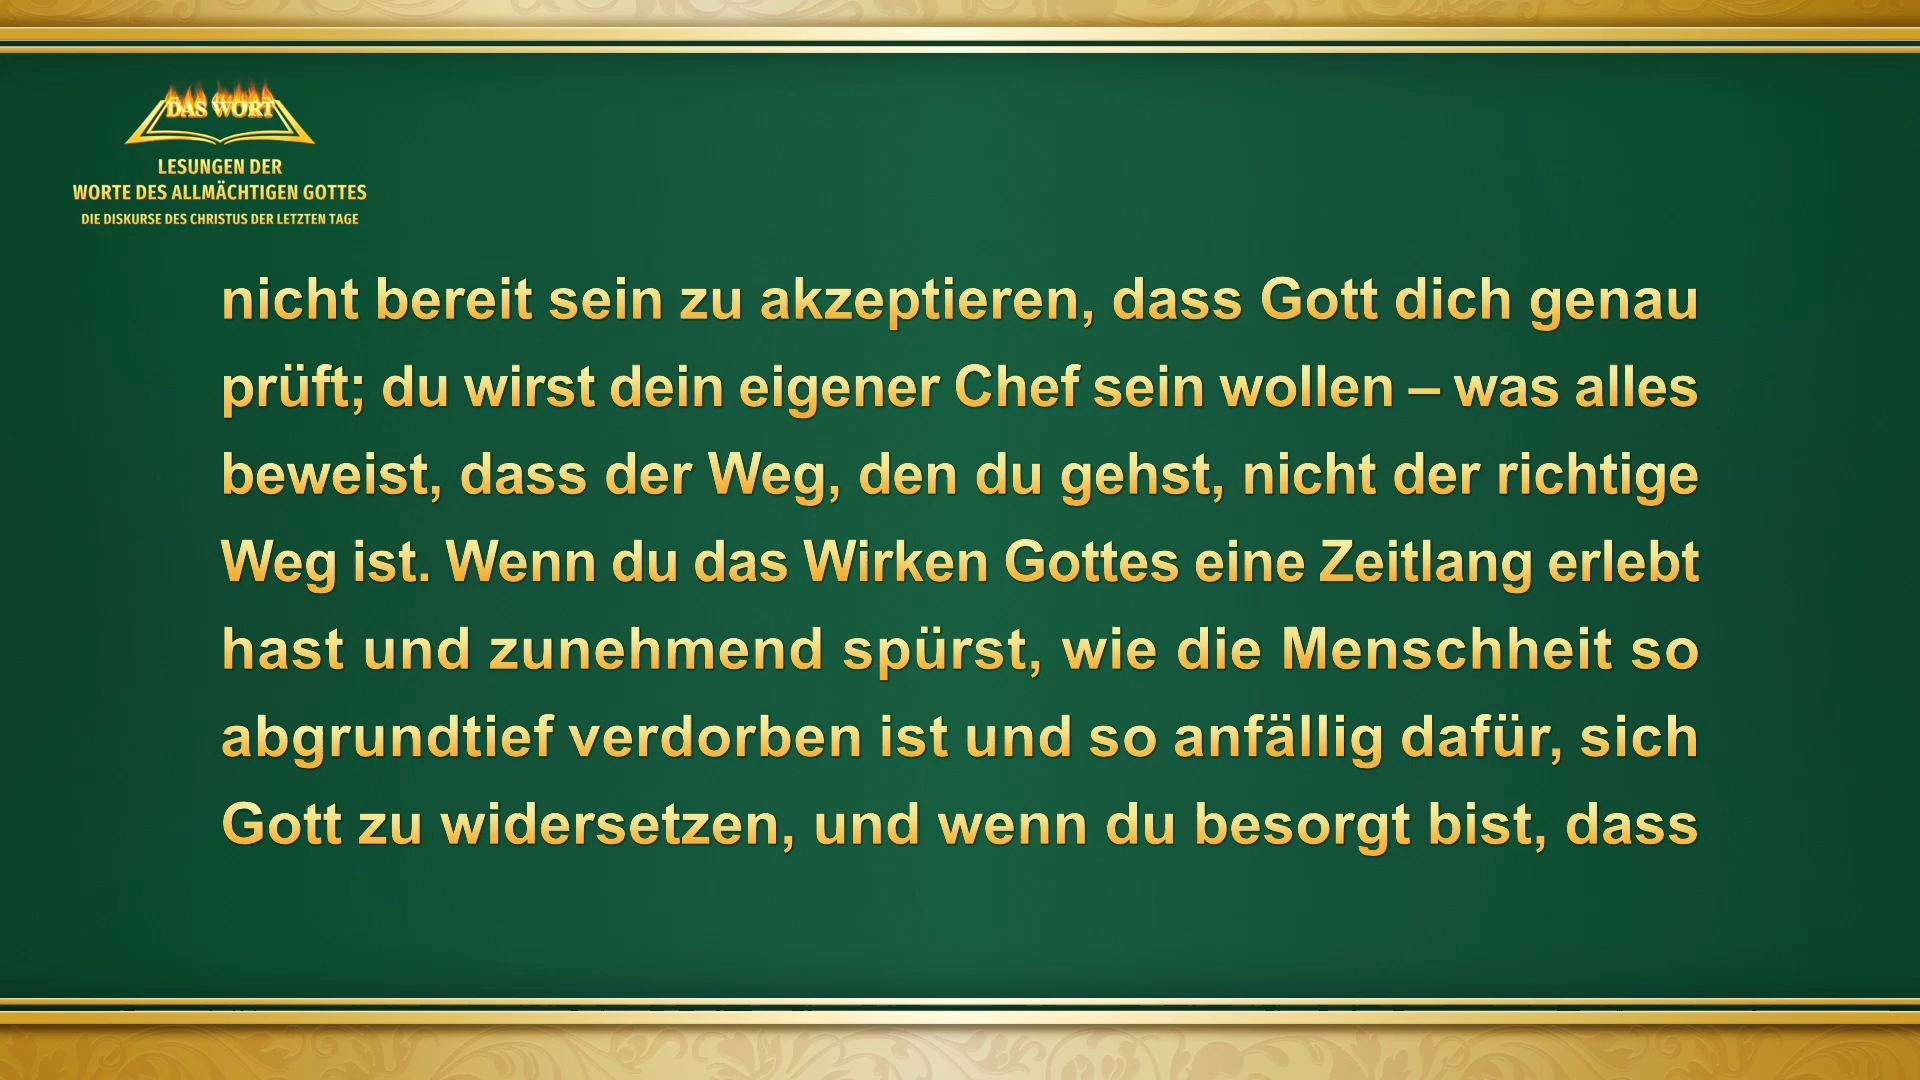 DAS WORT
LESUNGEN DER
WORTE DES ALLMÄCHTIGEN GOTTES
DIE DISKURSE DES CHRISTUS DER LETZTEN TAGE
nicht bereit sein zu akzeptieren, dass Gott dich genau
prüft; du wirst dein eigener Chef sein wollen – was alles
beweist, dass der Weg, den du gehst, nicht der richtige
Weg ist. Wenn du das Wirken Gottes eine Zeitlang erlebt
hast und zunehmend spürst, wie die Menschheit so
abgrundtief verdorben ist und so anfällig dafür, sich
Gott zu widersetzen, und wenn du besorgt bist, dass